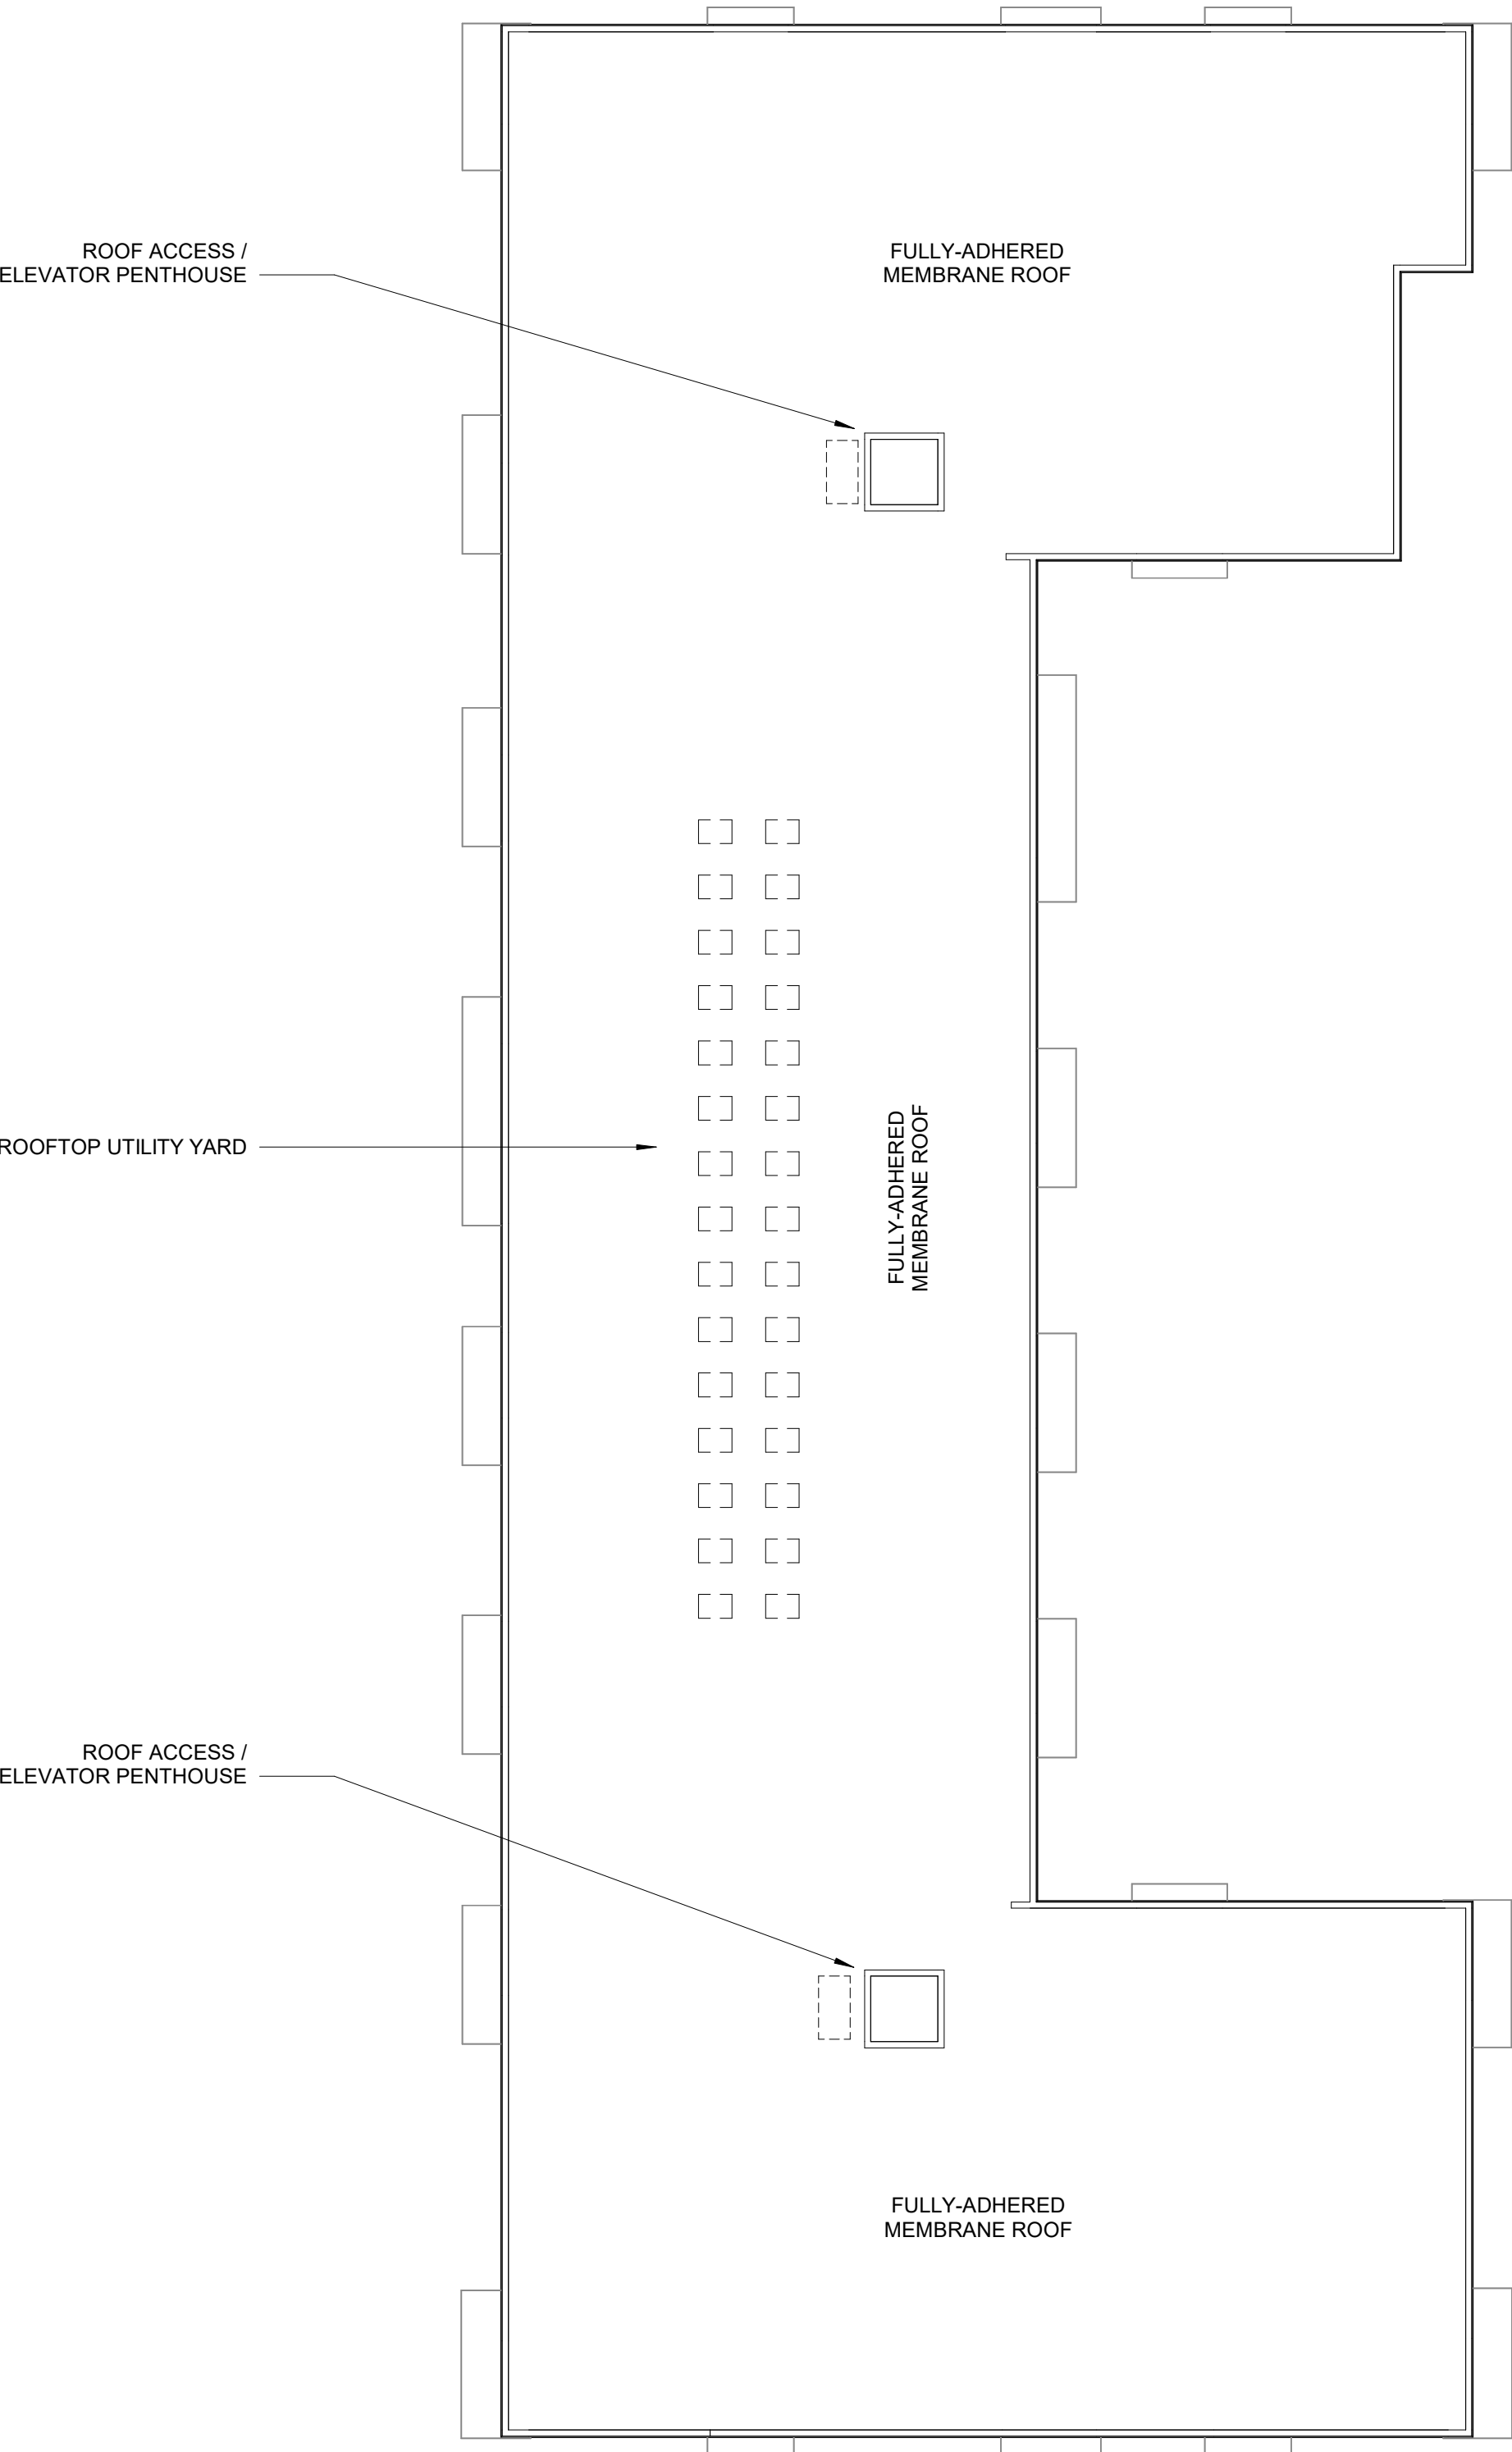 ROOF ACCESS /
ELEVATOR PENTHOUSE
FULLY-ADHERED
MEMBRANE ROOF
ROOFTOP UTILITY YARD
FULLY-ADHERED
MEMBRANE ROOF
ROOF ACCESS /
ELEVATOR PENTHOUSE
FULLY-ADHERED
MEMBRANE ROOF